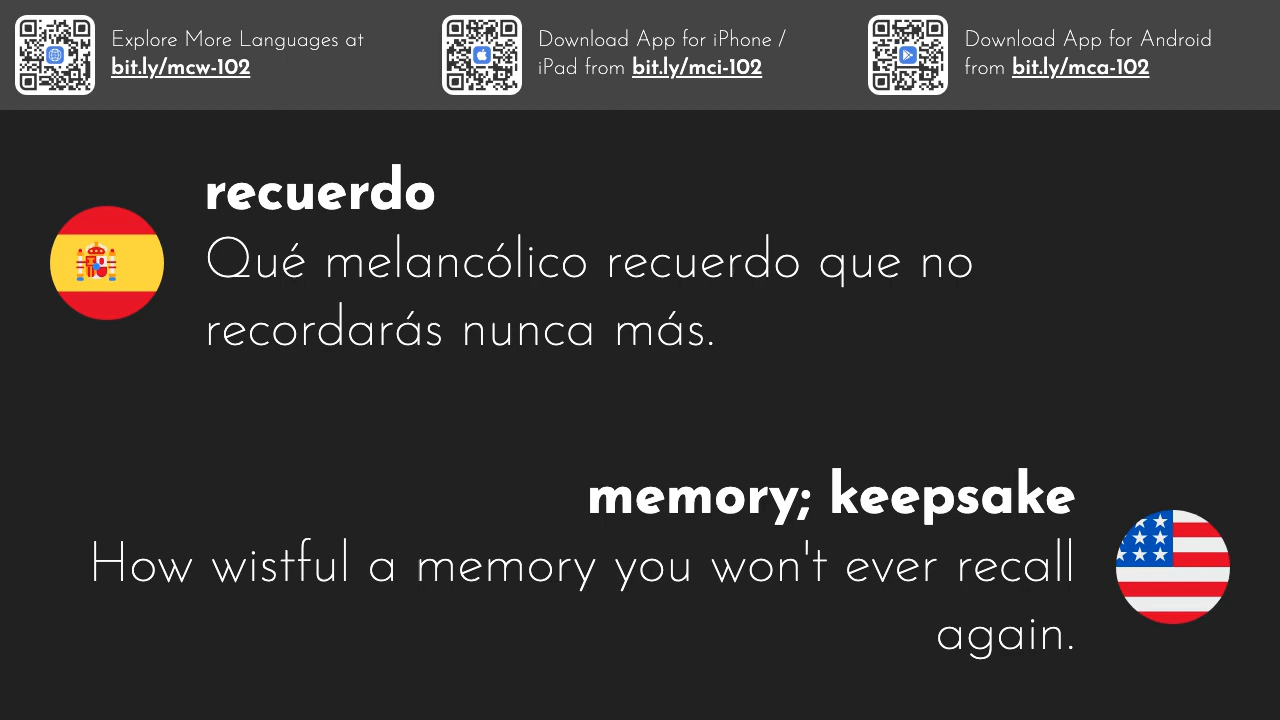 Explore More Languages at
bit.ly/mcw-102
Download App for iPhone /
iPad from bit.ly/mci-102
Download App for Android
from bit.ly/mca-102
recuerdo
Qué melancólico recuerdo que no
recordarás nunca más.
memory; keepsake
How wistful a memory you won't ever recall
again.